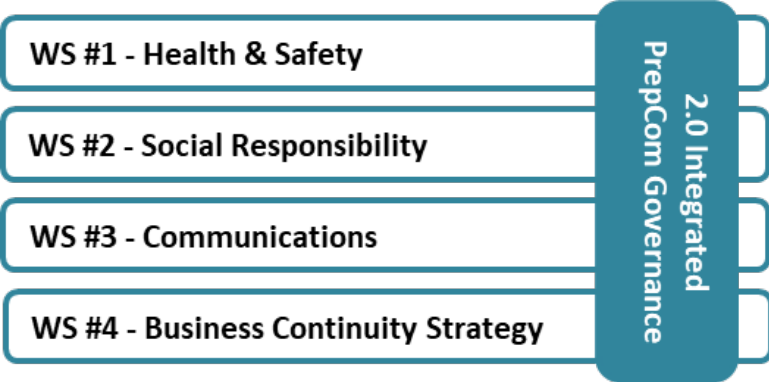 WS #1 - Health & Safety
WS #2 - Social Responsibility
WS #3 - Communications
WS #4 - Business Continuity Strategy
2.0 Integrated
PrepCom Governance